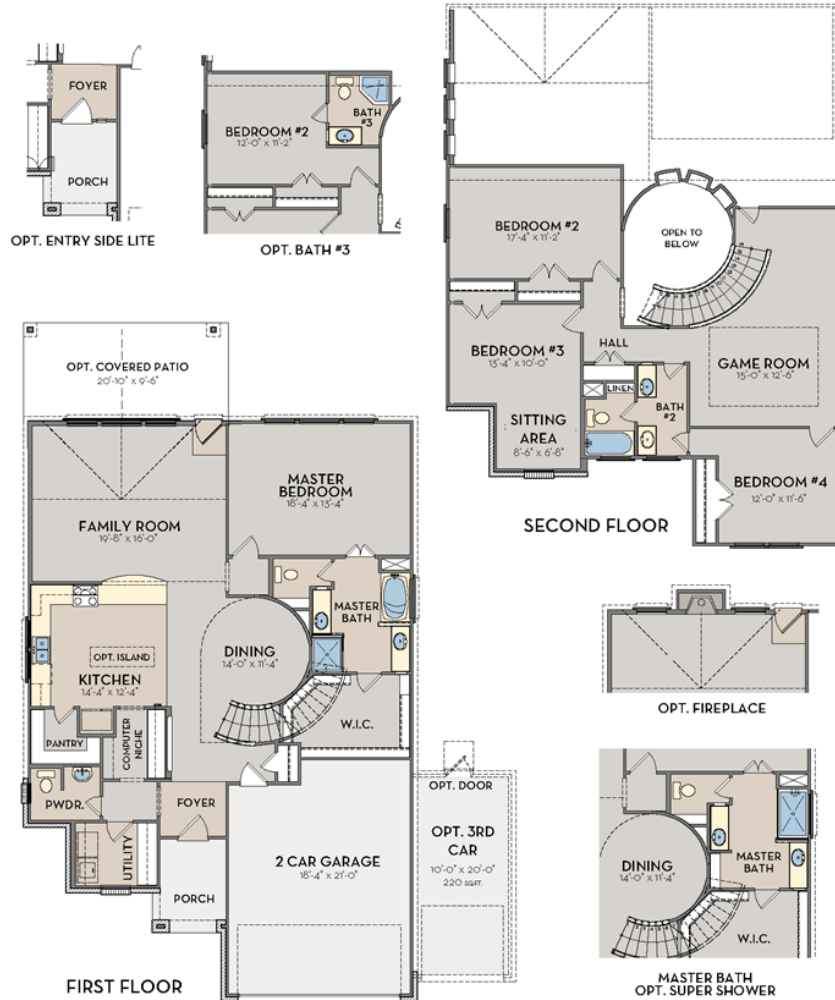 FOYER
PORCH
OPT. ENTRY SIDE LITE
BEDROOM #2
12'-0" x 11'-2"
BATH
#3
OPT. BATH #3
BEDROOM #2
17'-4" x 11'-2"
OPEN TO
BELOW
HALL
BEDROOM #3
13'-4" x 10'-0"
GAME ROOM
15'-0" x 12'-6"
LINEN
BATH
#2
SITTING
AREA
8'-6" x 6'-8"
BEDROOM #4
12'-0" x 11'-6"
SECOND FLOOR
OPT. COVERED PATIO
20'-10" x 9'-6"
MASTER
BEDROOM
18'-4" x 13'-4"
FAMILY ROOM
19'-8" x 16'-0"
MASTER
BATH
DINING
14'-0" x 11'-4"
OPT. ISLAND
KITCHEN
14'-4" x 12'-4"
W.I.C.
PANTRY
COMPUTER
NICHE
PWDR.
FOYER
UTILITY
PORCH
2 CAR GARAGE
18'-4" x 21'-0"
OPT. DOOR
OPT. 3RD
CAR
10'-0" x 20'-0"
220 SQFT.
FIRST FLOOR
OPT. FIREPLACE
DINING
14'-0" x 11'-4"
MASTER
BATH
W.I.C.
MASTER BATH
OPT. SUPER SHOWER